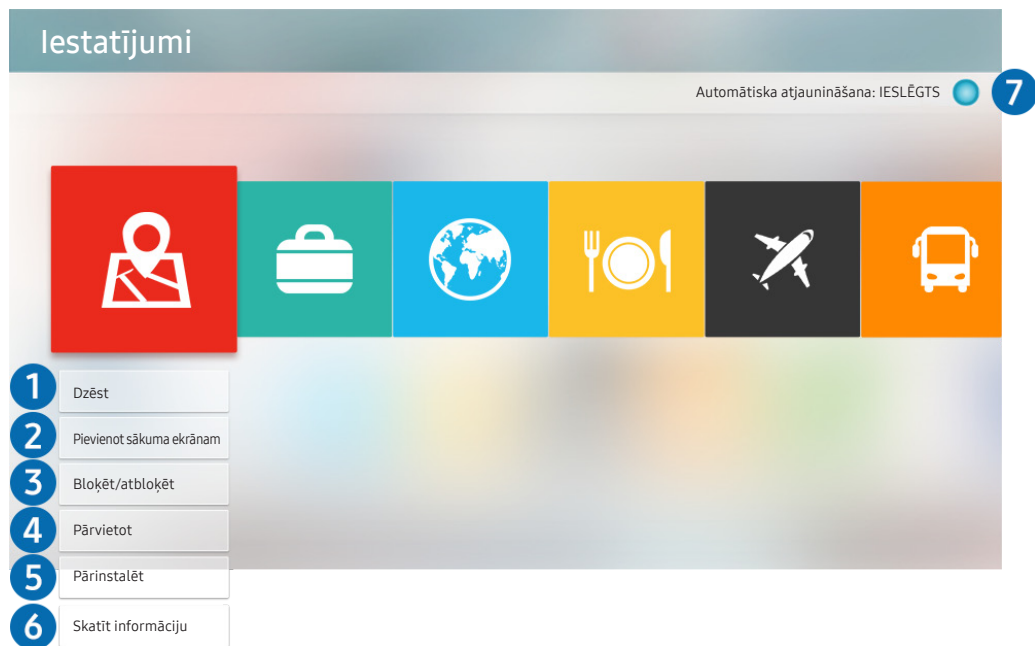 Iestatījumi
Automātiska atjaunināšana: IESLĒGTS
7
1
Dzēst
2
Pievienot sākuma ekrānam
3
Bloķēt/atbloķēt
4
Pārvietot
5
Pārinstalēt
6
Skatīt informāciju